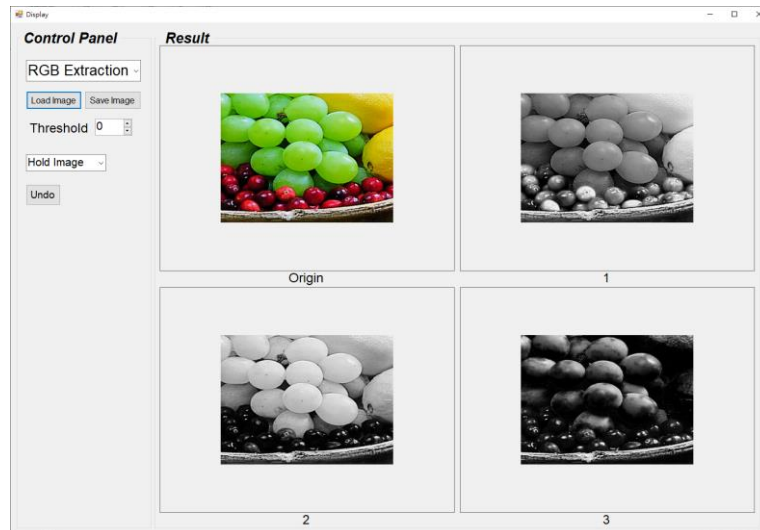 Display
Control Panel
RGB Extraction
Load Image
Save Image
Threshold
0
Hold Image
Undo
Result
Origin
1
2
3